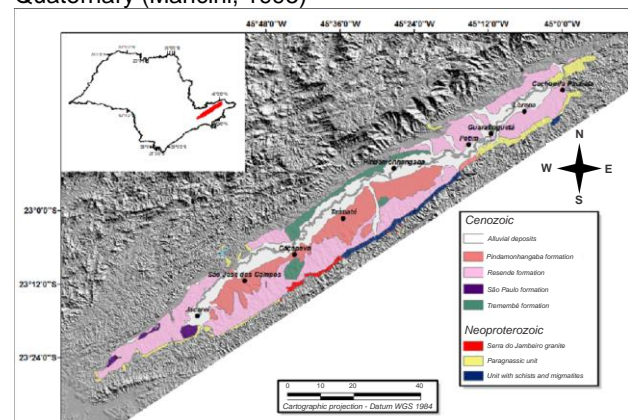 Quaternary (Mancini, 1995)
45°48'0"W 45°36'0"W 45°24'0"W 45°12'0"W 45°0'0"W
Cachoeira Paulista
Lorena
Guaratinguetá
Potim
Pindamonhangaba
N
W E
S
23°0'0"S
Taubaté
Caçapava
São José dos Campos
23°12'0"S
Jacareí
23°24'0"S
Cenozoic
Alluvial deposits
Pindamonhangaba formation
Resende formation
São Paulo formation
Tremembé formation
Neoproterozoic
Serra do Jambeiro granite
Paragnassic unit
Unit with schists and migmatites
0 10 20 40
Cartographic projection - Datum WGS 1984